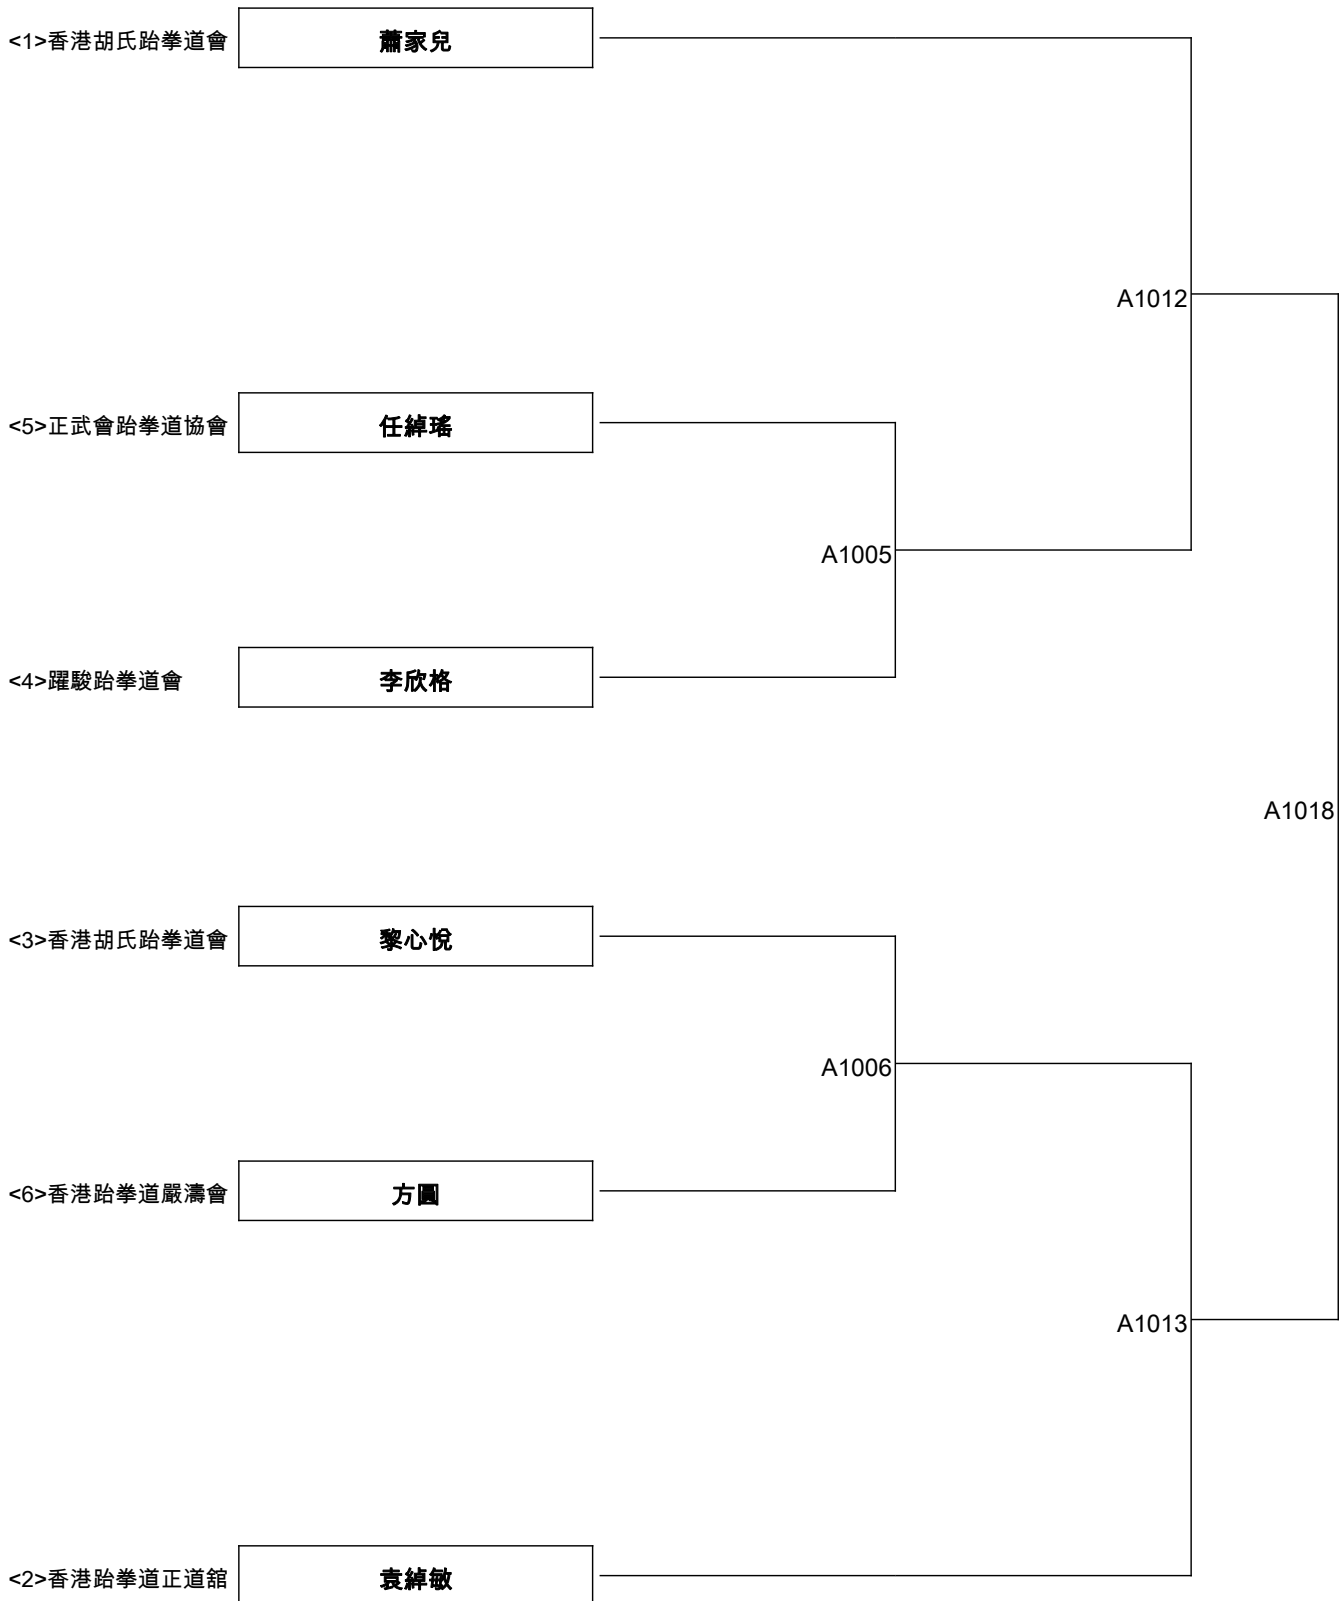 <1>香港胡氏跆拳道會 蕭家兒
A1012
<5>正武會跆拳道協會 任綽瑤
A1005
<4>躍駿跆拳道會 李欣格
A1018
<3>香港胡氏跆拳道會 黎心悅
A1006
<6>香港跆拳道嚴濤會 方圓
A1013
<2>香港跆拳道正道舘 袁綽敏